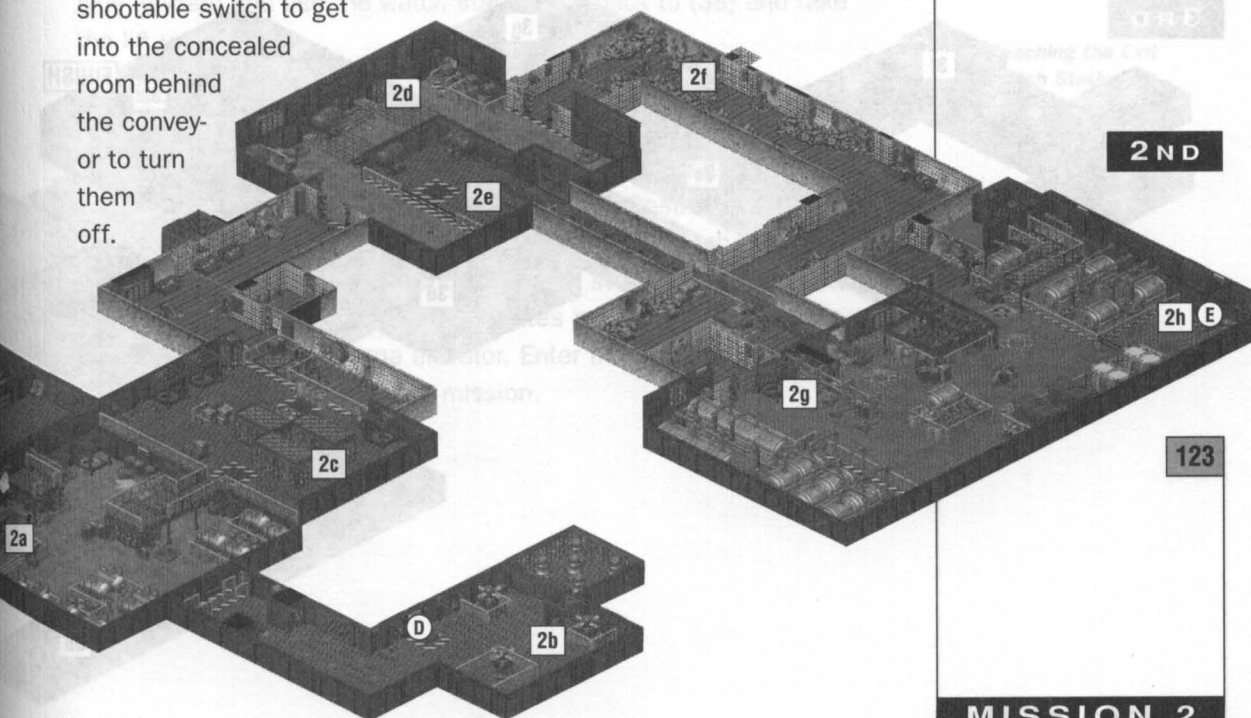 shootable switch to get
into the concealed
room behind
the convey-
or to turn
them
off.
2d
2f
2ND
2e
2h E
2g
2c
123
2a
D
2b
MISSION 2